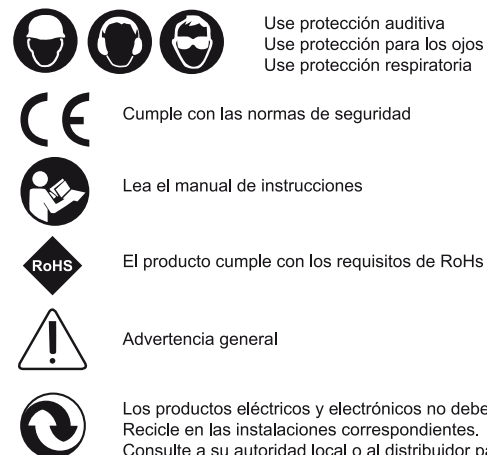 Use protección auditiva
Use protección para los ojos
Use protección respiratoria
CE
Cumple con las normas de seguridad
Lea el manual de instrucciones
RoHS
El producto cumple con los requisitos de RoHs
Advertencia general
Los productos eléctricos y electrónicos no debe
Recicle en las instalaciones correspondientes.
Consulte a su autoridad local o al distribuidor pa